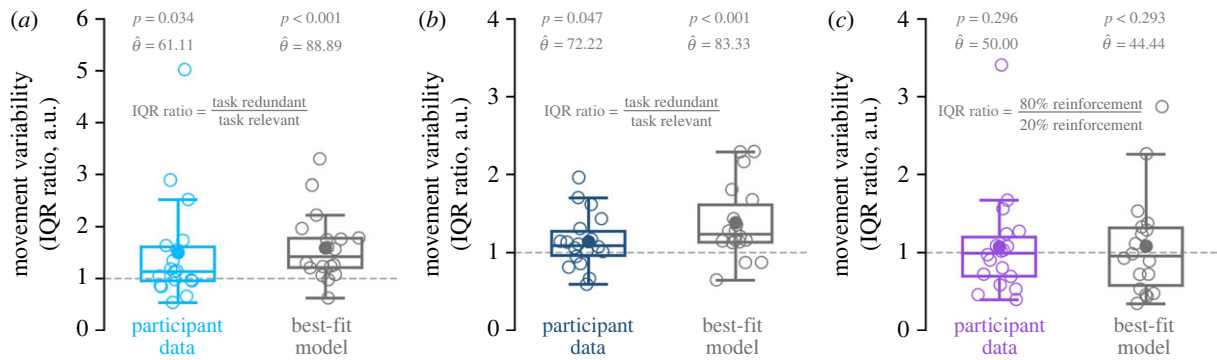 (a)
movement variability
(IQR ratio, a.u.)
6
5
4
3
2
1
0
p = 0.034
θ̂ = 61.11
p < 0.001
θ̂ = 88.89
IQR ratio = task redundant
task relevant
participant
data
best-fit
model
(b)
movement variability
(IQR ratio, a.u.)
4
3
2
1
0
p = 0.047
θ̂ = 72.22
p < 0.001
θ̂ = 83.33
IQR ratio = task redundant
task relevant
participant
data
best-fit
model
(c)
movement variability
(IQR ratio, a.u.)
4
3
2
1
0
p = 0.296
θ̂ = 50.00
p < 0.293
θ̂ = 44.44
IQR ratio = 80% reinforcement
20% reinforcement
participant
data
best-fit
model